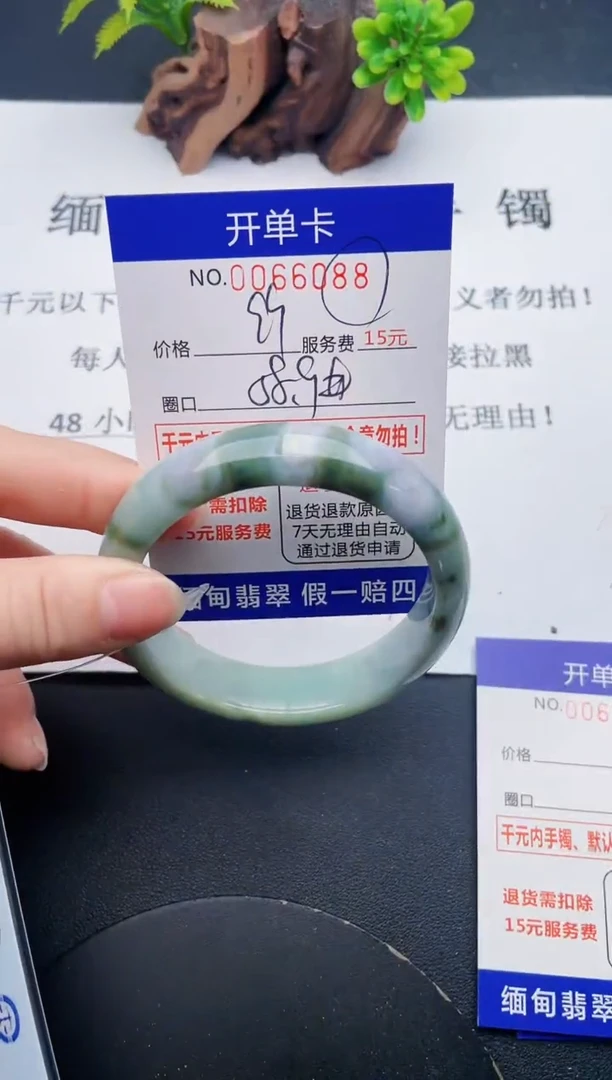 缅 镯
开单卡
NO.0066088
千元以下 义者勿拍！
价格 服务费 15元
每人 接拉黑
圈口
48 小 无理由！
千元内 勿拍！
需扣除
15元服务费
退货退款原因
7天无理由自动
通过退货申请
缅甸翡翠 假一赔四
开单
NO.006
价格
圈口
千元内手镯、默认
退货需扣除
15元服务费
缅甸翡翠